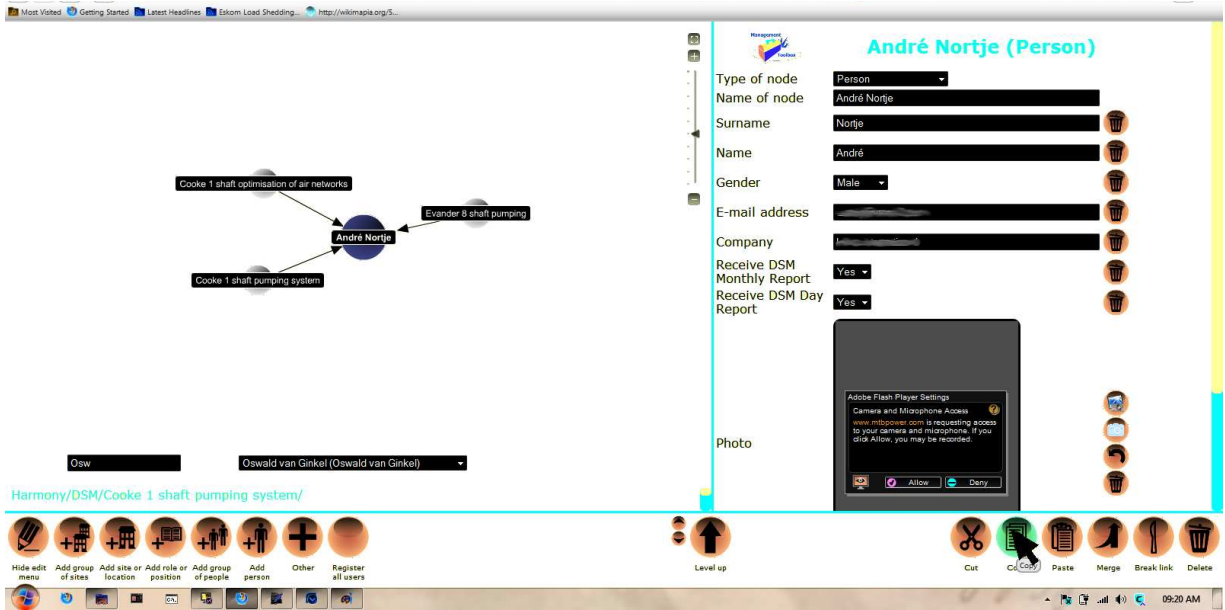 Most Visited Getting Started Latest Headlines Eskom Load Shedding... http://wikimapia.org/5...
Cooke 1 shaft optimisation of air networks
Evander 8 shaft pumping
André Nortje
Cooke 1 shaft pumping system
Osw
Oswald van Ginkel (Oswald van Ginkel)
Harmony/DSM/Cooke 1 shaft pumping system/
Management
Toolbox
André Nortje (Person)
Type of node Person
Name of node André Nortje
Surname Nortje
Name André
Gender Male
E-mail address
Company
Receive DSM
Monthly Report Yes
Receive DSM Day
Report Yes
Photo
Adobe Flash Player Settings
Camera and Microphone Access
www.mtbpower.com is requesting access
to your camera and microphone. If you
click Allow, you may be recorded.
Allow Deny
Hide edit
menu
Add group
of sites
Add site or
location
Add role or
position
Add group
of people
Add
person
Other
Register
all users
Level up
Cut
Copy
Paste
Merge
Break link
Delete
09:20 AM